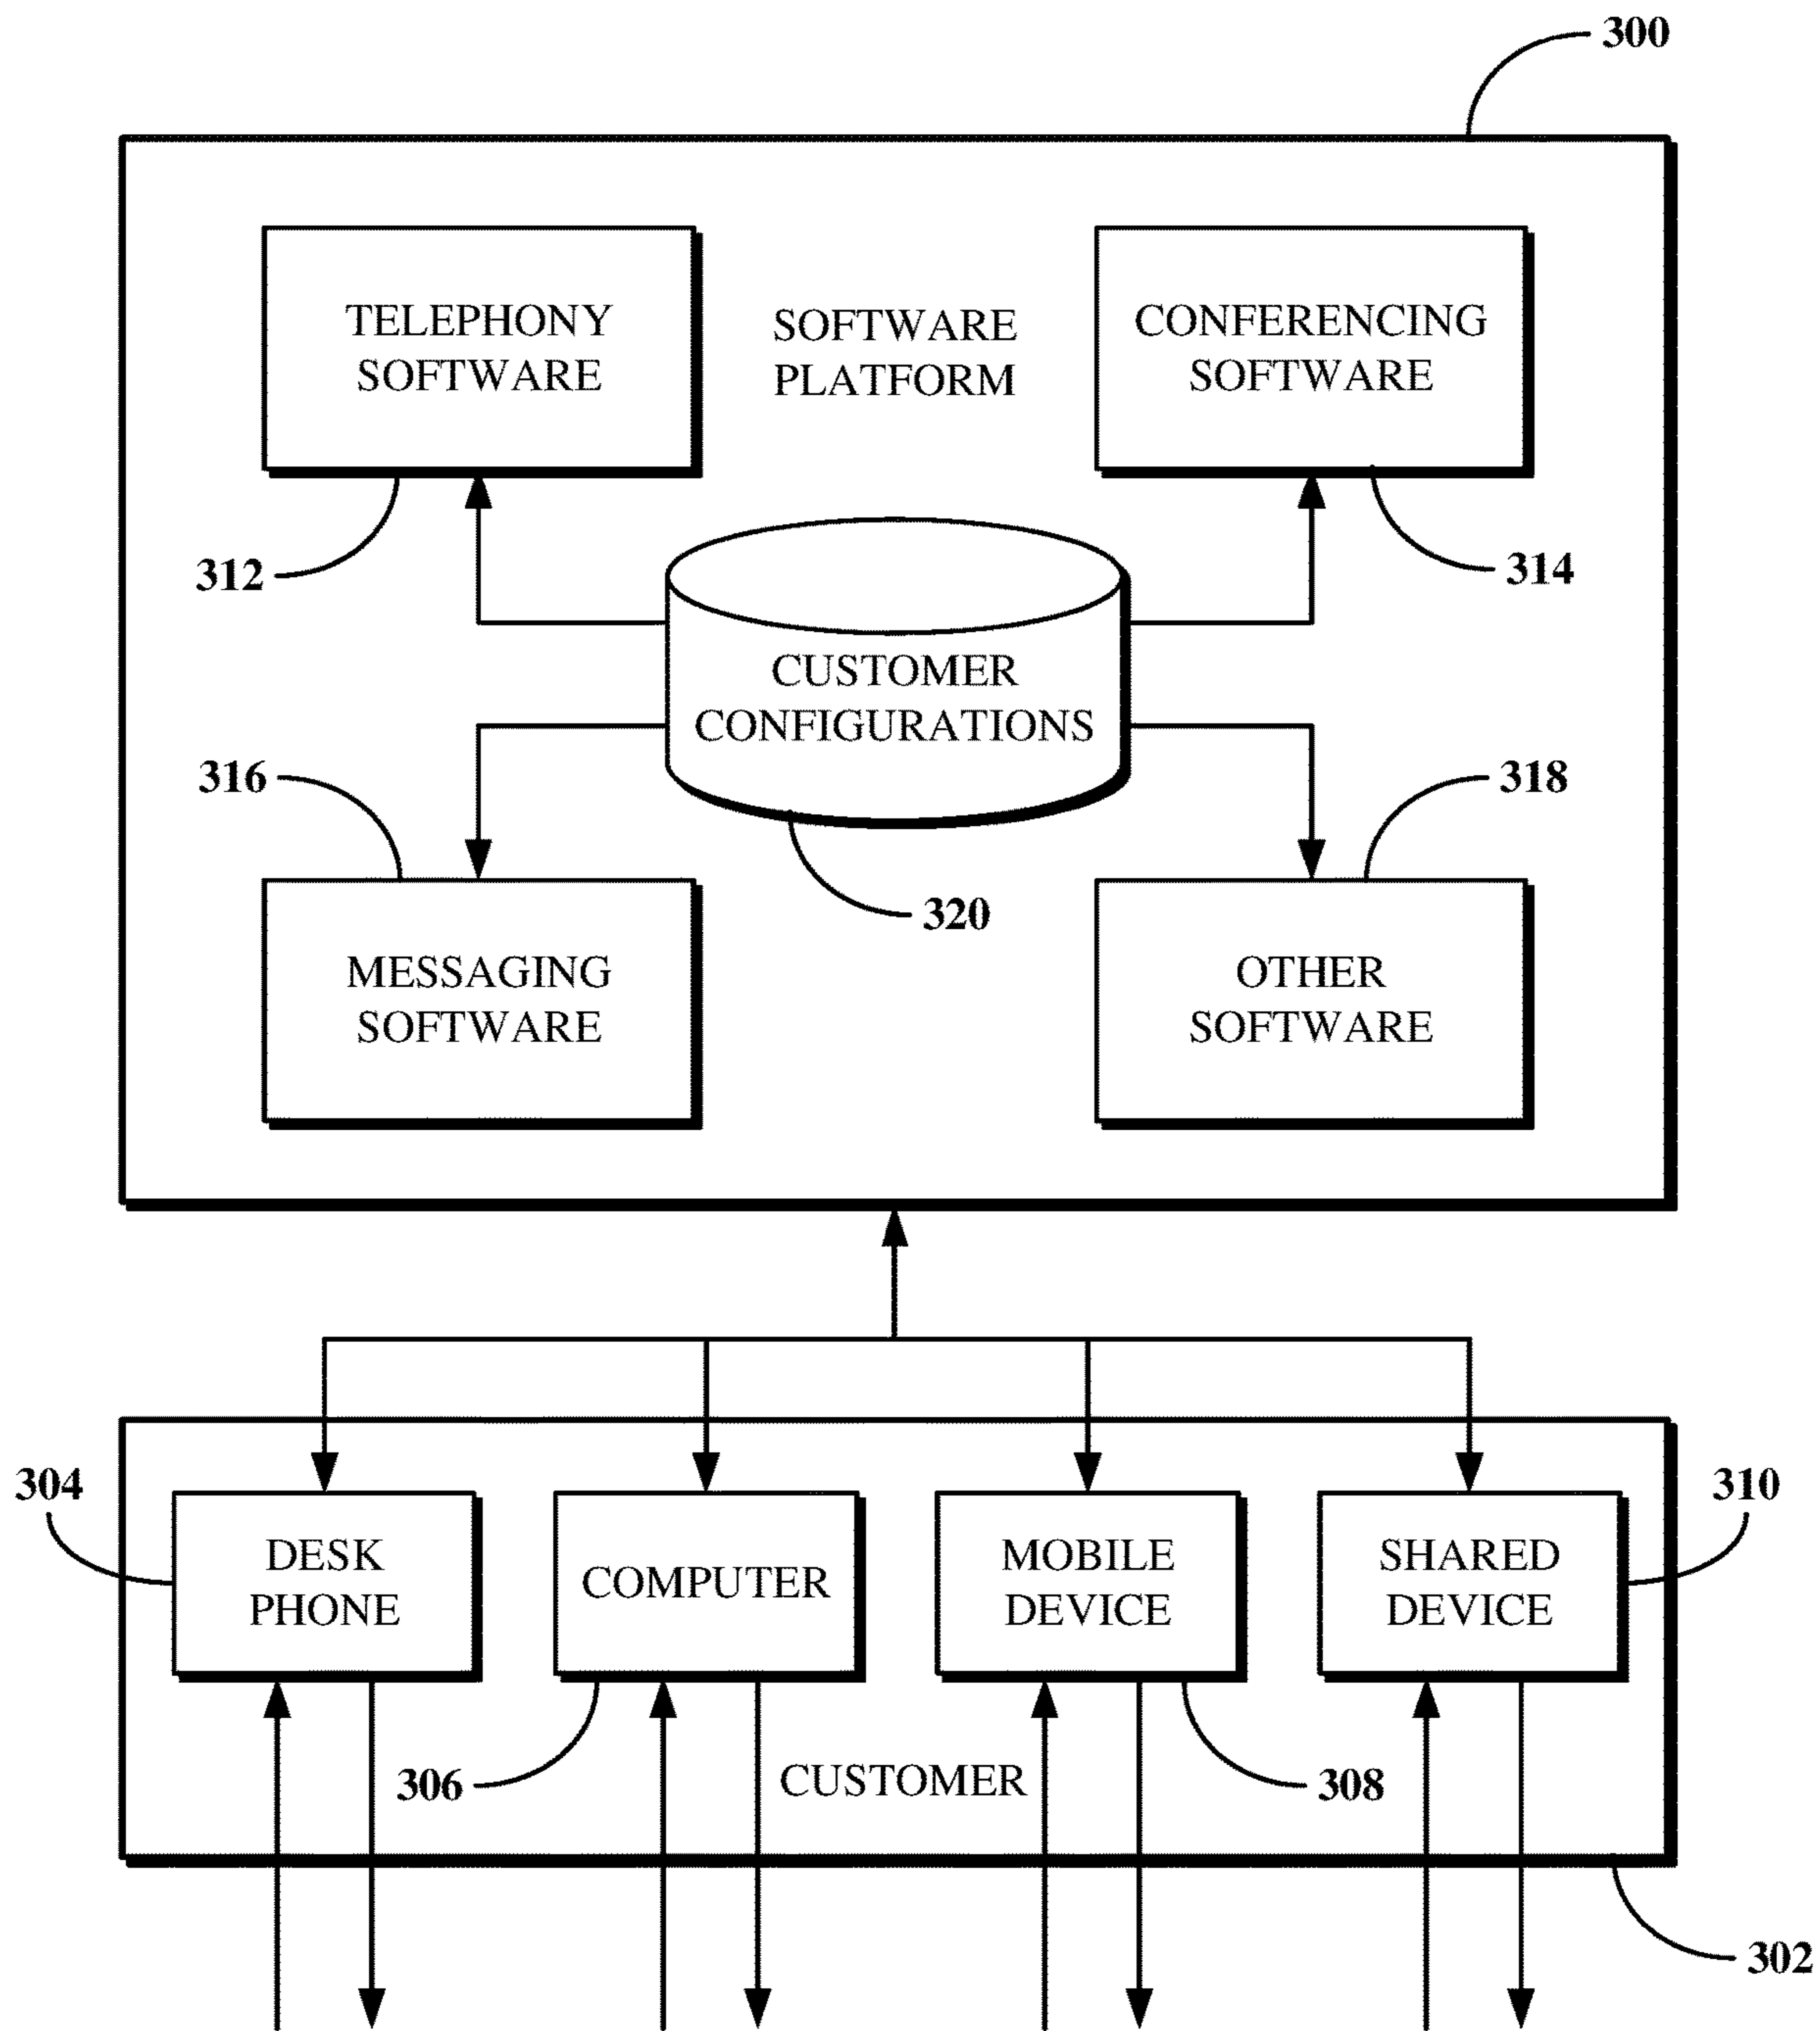 300
TELEPHONY
SOFTWARE
SOFTWARE
PLATFORM
CONFERENCING
SOFTWARE
312
314
CUSTOMER
CONFIGURATIONS
316
318
320
MESSAGING
SOFTWARE
OTHER
SOFTWARE
304
310
DESK
PHONE
COMPUTER
MOBILE
DEVICE
SHARED
DEVICE
306
CUSTOMER
308
302